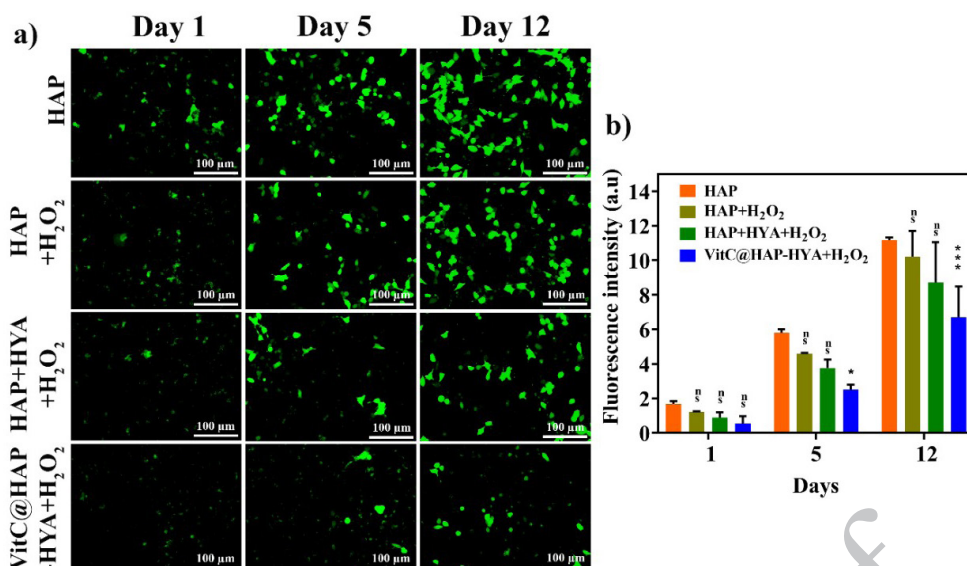 a)
Day 1 Day 5 Day 12
HAP
100 µm 100 µm 100 µm
HAP
+H₂O₂
100 µm 100 µm 100 µm
HAP+HYA
+H₂O₂
100 µm 100 µm 100 µm
VitC@HAP
-HYA+H₂O₂
100 µm 100 µm 100 µm
b)
Fluorescence intensity (a.u)
14
12
10
8
6
4
2
0
HAP
HAP+H₂O₂
HAP+HYA+H₂O₂
VitC@HAP-HYA+H₂O₂
ns ns ns
ns ns *
ns ns ***
1 5 12
Days
f